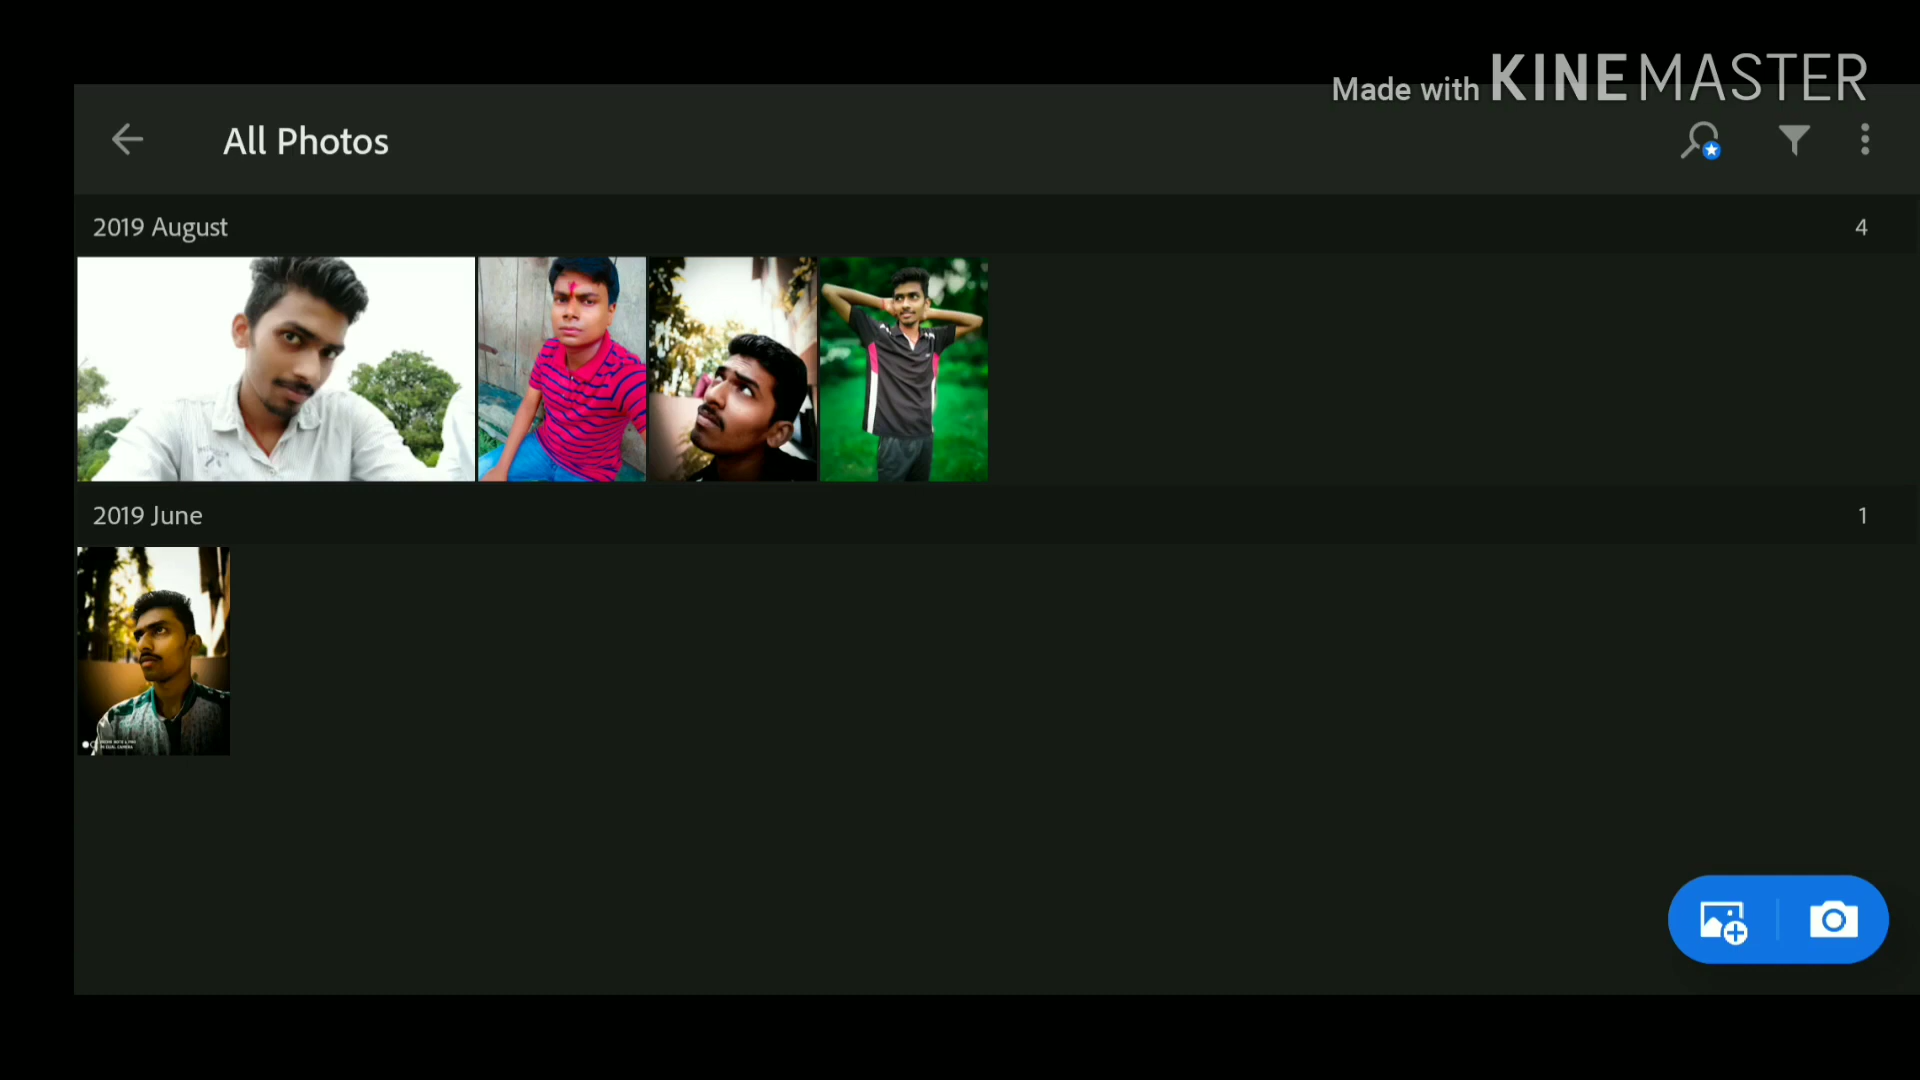 Made with KINEMASTER
All Photos
2019 August
4
2019 June
1